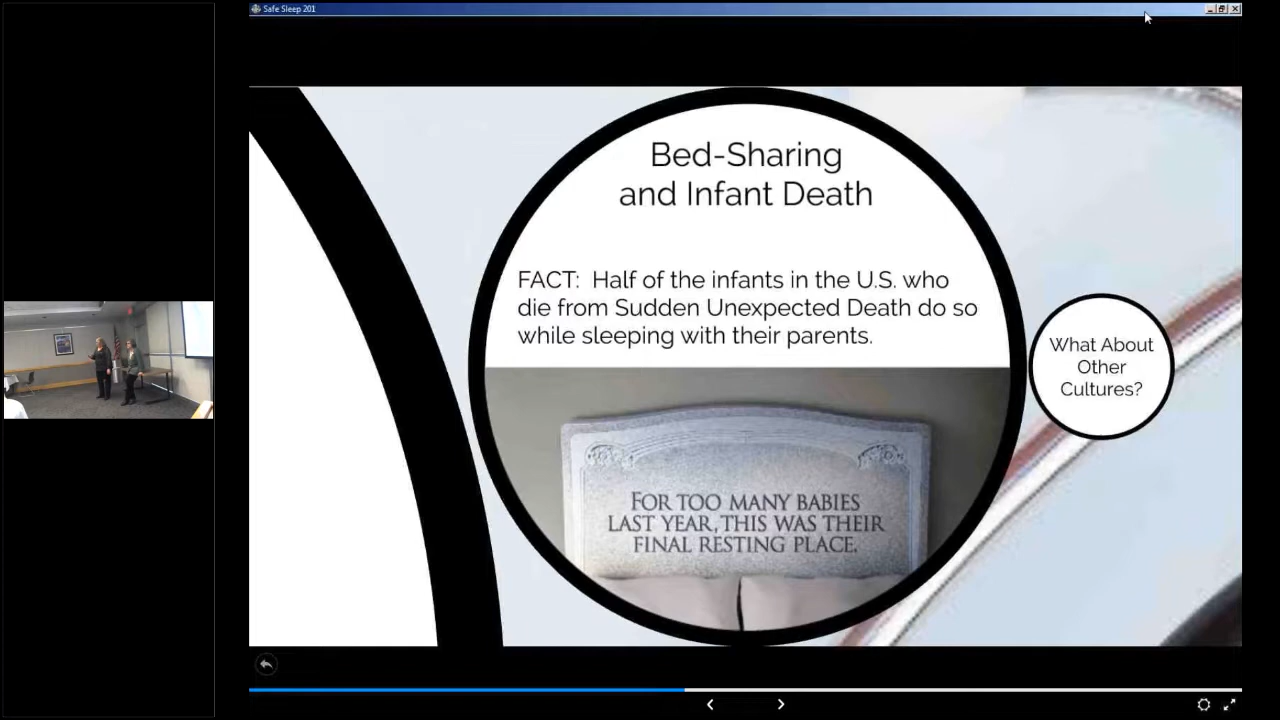 Safe Sleep 201
Bed-Sharing
and Infant Death
FACT: Half of the infants in the U.S. who
die from Sudden Unexpected Death do so
while sleeping with their parents.
FOR TOO MANY BABIES
LAST YEAR, THIS WAS THEIR
FINAL RESTING PLACE.
What About
Other
Cultures?